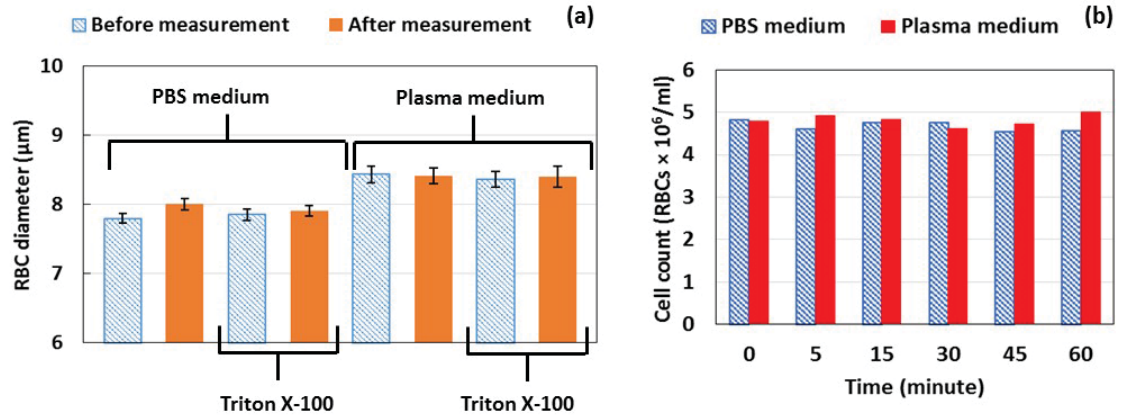 Before measurement After measurement (a)
RBC diameter (µm)
10
9
8
7
6
PBS medium Plasma medium
Triton X-100 Triton X-100
(b)
PBS medium Plasma medium
Cell count (RBCs × 10⁶/ml)
6
5
4
3
2
1
0
0 5 15 30 45 60
Time (minute)